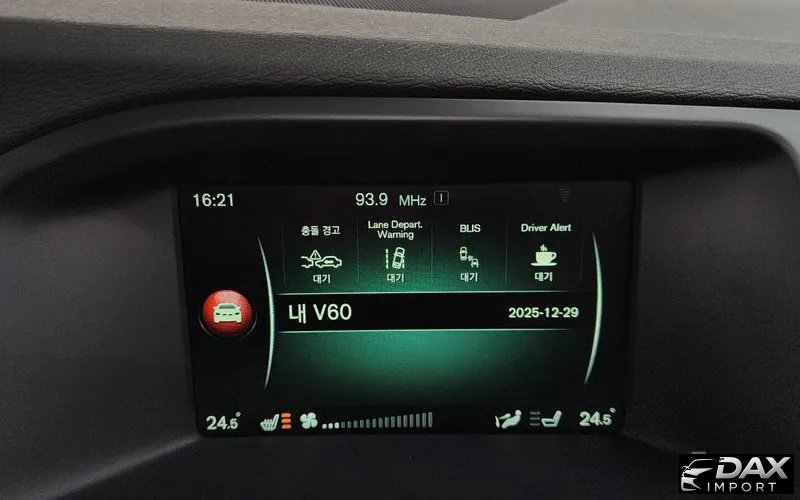 16:21 93.9 MHz I
충돌 경고 Lane Depart. Warning BLIS Driver Alert
대기 대기 대기 대기
내 V60 2025-12-29
24.5° 24.5°
DAX
IMPORT